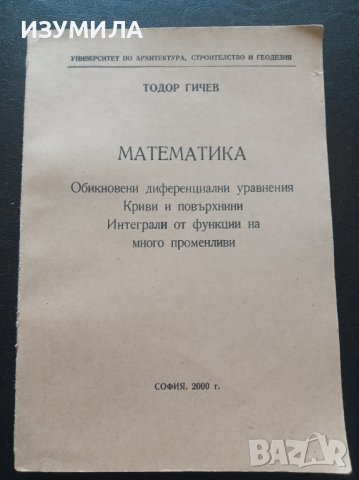 ИЗУМИЛА
УНИВЕРСИТЕТ ПО АРХИТЕКТУРА, СТРОИТЕЛСТВО И ГЕОДЕЗИЯ
ТОДОР ГИЧЕВ
МАТЕМАТИКА
Обикновени диференциални уравнения
Криви и повърхнини
Интеграли от функции на
много променливи
СОФИЯ, 2000 г.
BAZAR